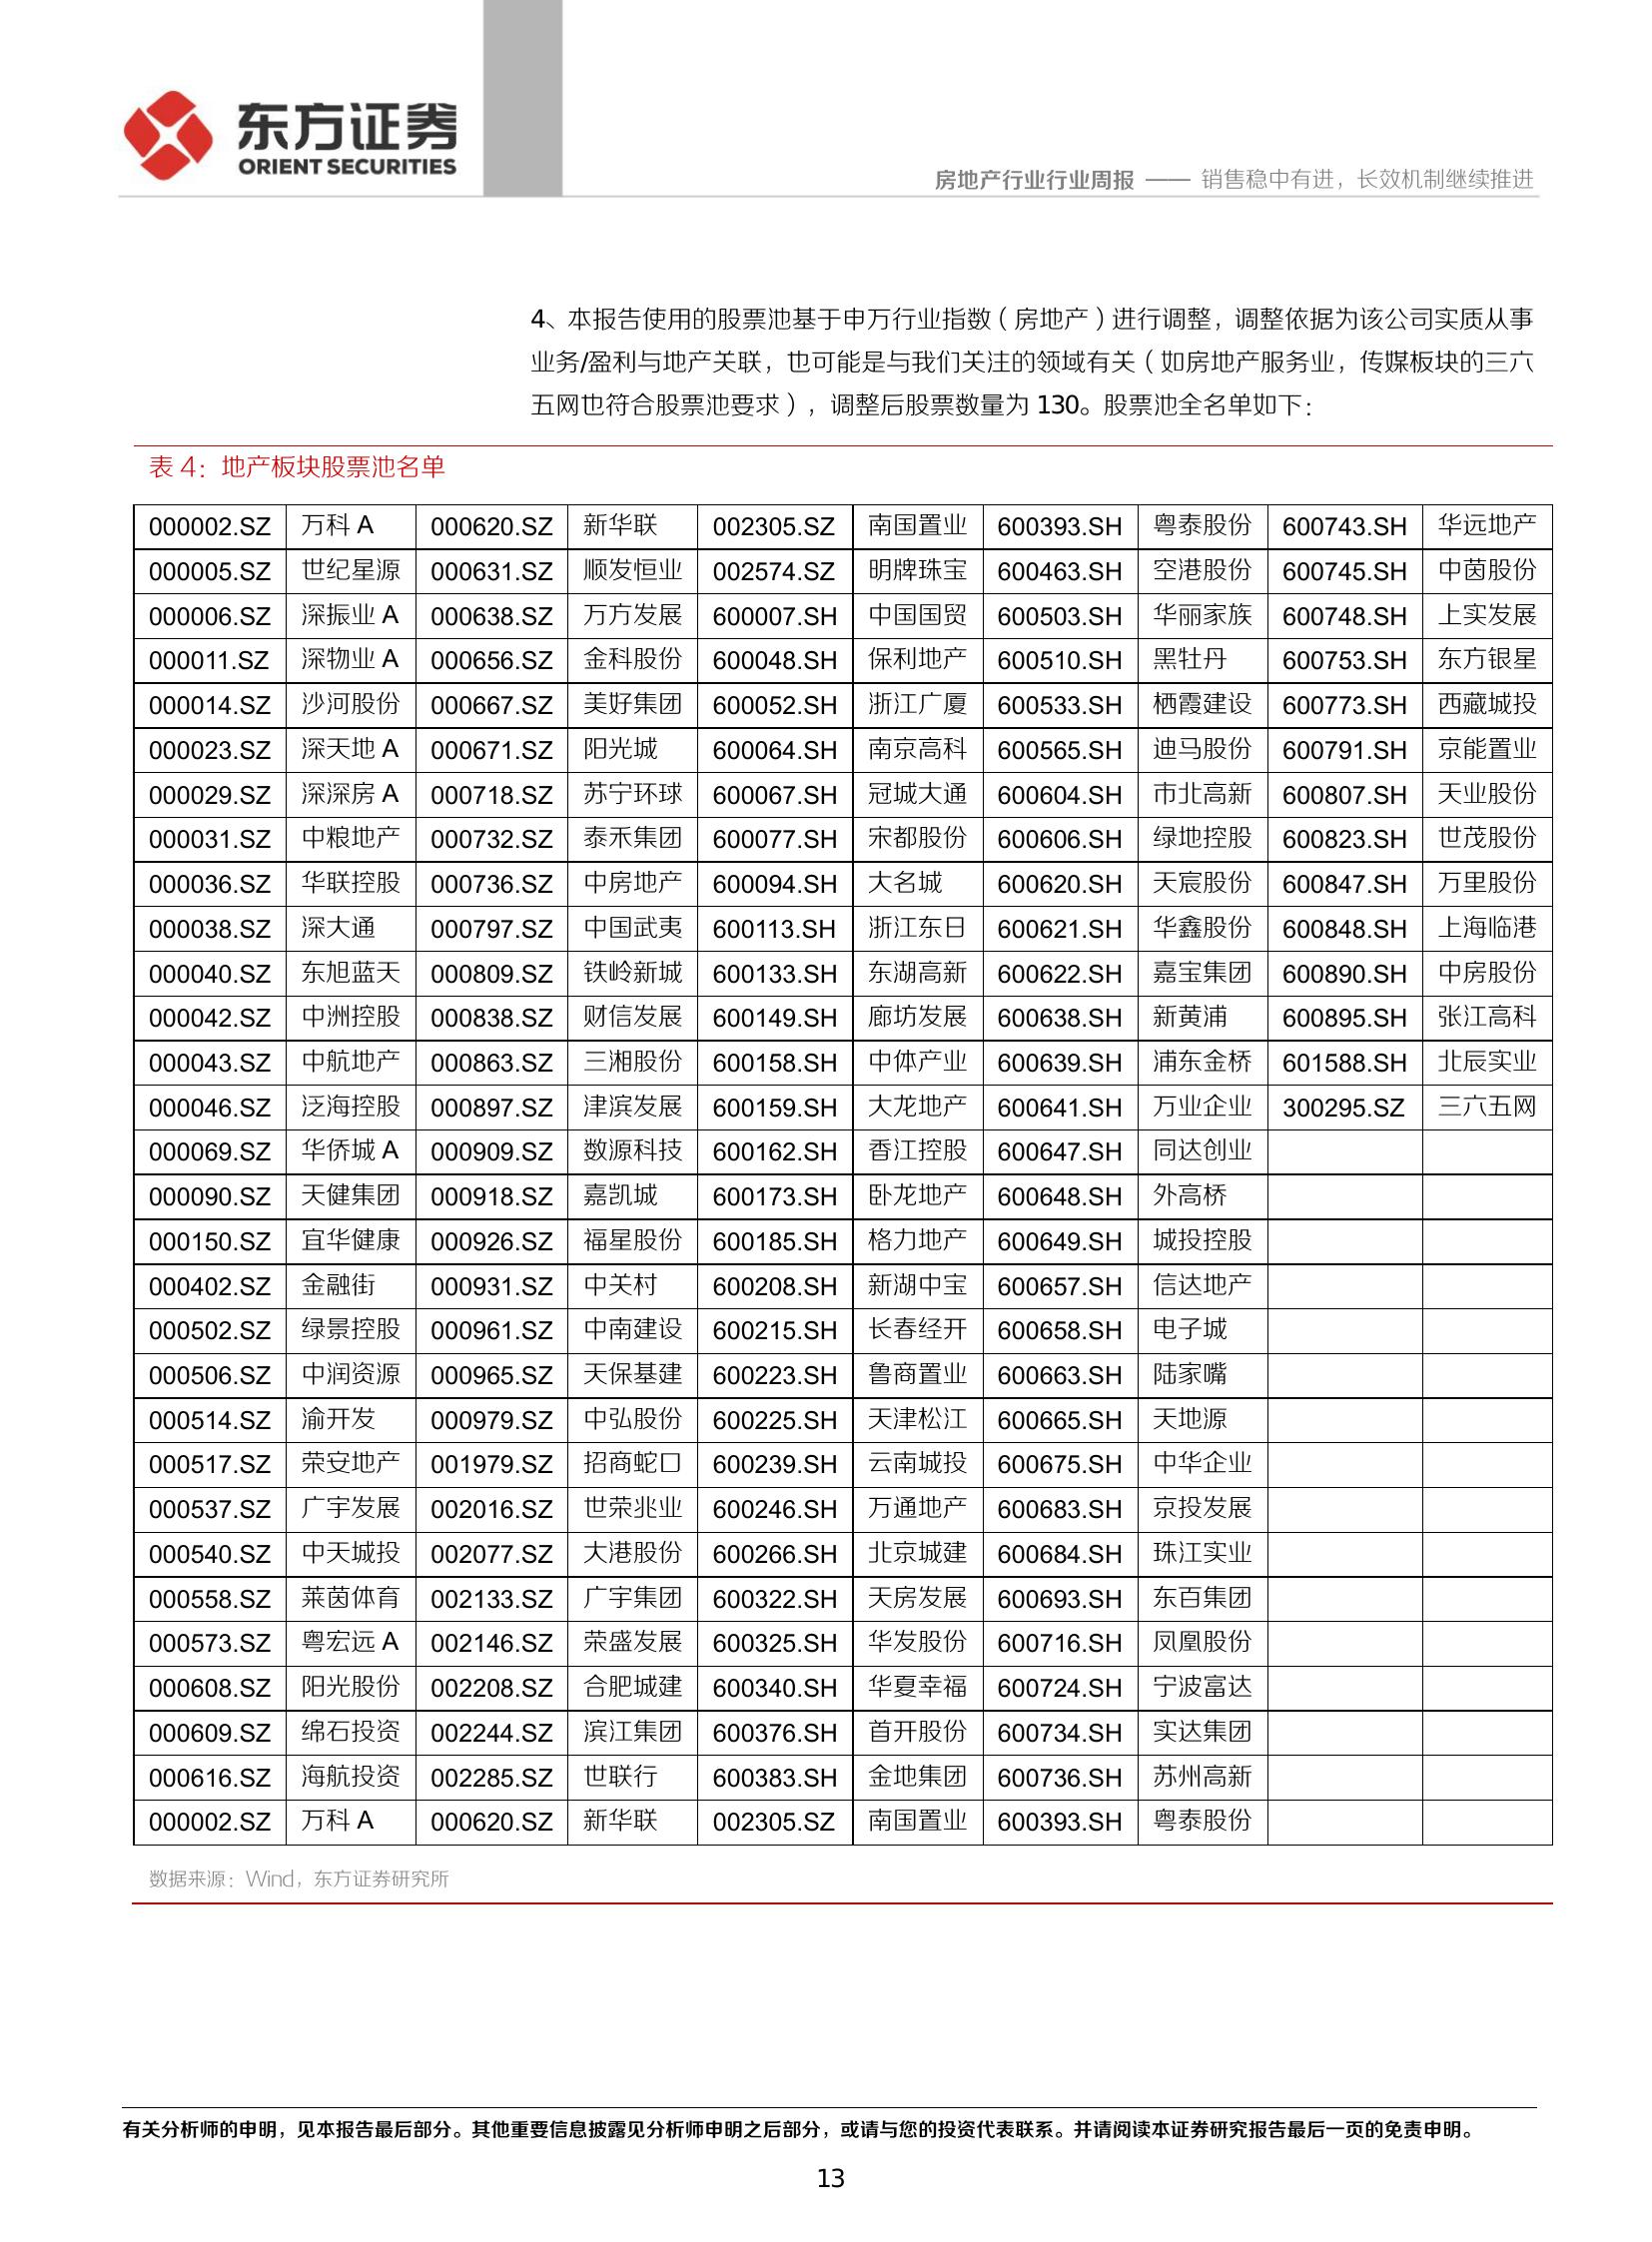 东方证券
ORIENT SECURITIES
房地产行业行业周报 —— 销售稳中有进，长效机制继续推进
4、本报告使用的股票池基于申万行业指数（房地产）进行调整，调整依据为该公司实质从事
业务/盈利与地产关联，也可能是与我们关注的领域有关（如房地产服务业，传媒板块的三六
五网也符合股票池要求），调整后股票数量为 130。股票池全名单如下：
表 4：地产板块股票池名单
000002.SZ 万科 A 000620.SZ 新华联 002305.SZ 南国置业 600393.SH 粤泰股份 600743.SH 华远地产
000005.SZ 世纪星源 000631.SZ 顺发恒业 002574.SZ 明牌珠宝 600463.SH 空港股份 600745.SH 中茵股份
000006.SZ 深振业 A 000638.SZ 万方发展 600007.SH 中国国贸 600503.SH 华丽家族 600748.SH 上实发展
000011.SZ 深物业 A 000656.SZ 金科股份 600048.SH 保利地产 600510.SH 黑牡丹 600753.SH 东方银星
000014.SZ 沙河股份 000667.SZ 美好集团 600052.SH 浙江广厦 600533.SH 栖霞建设 600773.SH 西藏城投
000023.SZ 深天地 A 000671.SZ 阳光城 600064.SH 南京高科 600565.SH 迪马股份 600791.SH 京能置业
000029.SZ 深深房 A 000718.SZ 苏宁环球 600067.SH 冠城大通 600604.SH 市北高新 600807.SH 天业股份
000031.SZ 中粮地产 000732.SZ 泰禾集团 600077.SH 宋都股份 600606.SH 绿地控股 600823.SH 世茂股份
000036.SZ 华联控股 000736.SZ 中房地产 600094.SH 大名城 600620.SH 天宸股份 600847.SH 万里股份
000038.SZ 深大通 000797.SZ 中国武夷 600113.SH 浙江东日 600621.SH 华鑫股份 600848.SH 上海临港
000040.SZ 东旭蓝天 000809.SZ 铁岭新城 600133.SH 东湖高新 600622.SH 嘉宝集团 600890.SH 中房股份
000042.SZ 中洲控股 000838.SZ 财信发展 600149.SH 廊坊发展 600638.SH 新黄浦 600895.SH 张江高科
000043.SZ 中航地产 000863.SZ 三湘股份 600158.SH 中体产业 600639.SH 浦东金桥 601588.SH 北辰实业
000046.SZ 泛海控股 000897.SZ 津滨发展 600159.SH 大龙地产 600641.SH 万业企业 300295.SZ 三六五网
000069.SZ 华侨城 A 000909.SZ 数源科技 600162.SH 香江控股 600647.SH 同达创业
000090.SZ 天健集团 000918.SZ 嘉凯城 600173.SH 卧龙地产 600648.SH 外高桥
000150.SZ 宜华健康 000926.SZ 福星股份 600185.SH 格力地产 600649.SH 城投控股
000402.SZ 金融街 000931.SZ 中关村 600208.SH 新湖中宝 600657.SH 信达地产
000502.SZ 绿景控股 000961.SZ 中南建设 600215.SH 长春经开 600658.SH 电子城
000506.SZ 中润资源 000965.SZ 天保基建 600223.SH 鲁商置业 600663.SH 陆家嘴
000514.SZ 渝开发 000979.SZ 中弘股份 600225.SH 天津松江 600665.SH 天地源
000517.SZ 荣安地产 001979.SZ 招商蛇口 600239.SH 云南城投 600675.SH 中华企业
000537.SZ 广宇发展 002016.SZ 世荣兆业 600246.SH 万通地产 600683.SH 京投发展
000540.SZ 中天城投 002077.SZ 大港股份 600266.SH 北京城建 600684.SH 珠江实业
000558.SZ 莱茵体育 002133.SZ 广宇集团 600322.SH 天房发展 600693.SH 东百集团
000573.SZ 粤宏远 A 002146.SZ 荣盛发展 600325.SH 华发股份 600716.SH 凤凰股份
000608.SZ 阳光股份 002208.SZ 合肥城建 600340.SH 华夏幸福 600724.SH 宁波富达
000609.SZ 绵石投资 002244.SZ 滨江集团 600376.SH 首开股份 600734.SH 实达集团
000616.SZ 海航投资 002285.SZ 世联行 600383.SH 金地集团 600736.SH 苏州高新
000002.SZ 万科 A 000620.SZ 新华联 002305.SZ 南国置业 600393.SH 粤泰股份
数据来源：Wind，东方证券研究所
有关分析师的申明，见本报告最后部分。其他重要信息披露见分析师申明之后部分，或请与您的投资代表联系。并请阅读本证券研究报告最后一页的免责申明。
13